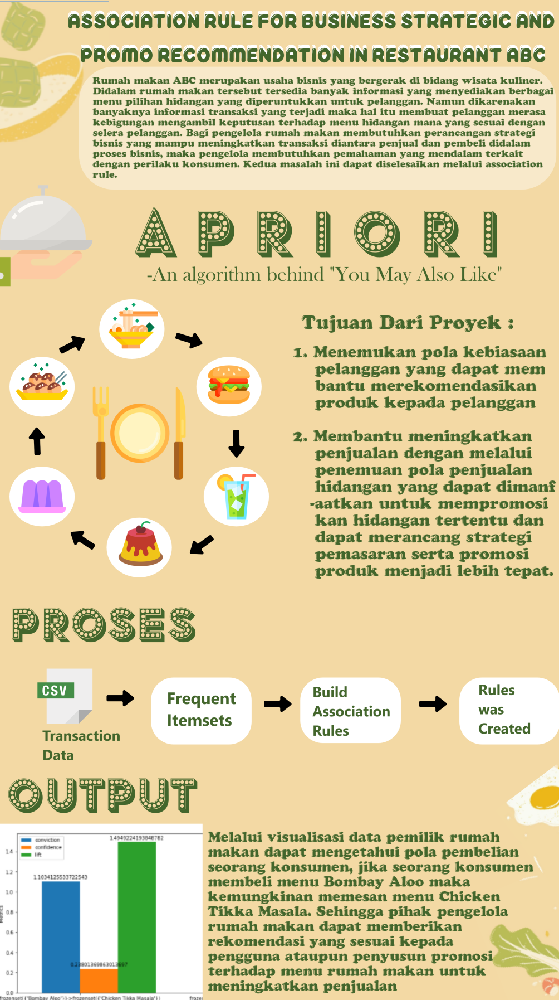 ASSOCIATION RULE FOR BUSINESS STRATEGIC AND
PROMO RECOMMENDATION IN RESTAURANT ABC
Rumah makan ABC merupakan usaha bisnis yang bergerak di bidang wisata kuliner.
Didalam rumah makan tersebut tersedia banyak informasi yang menyediakan berbagai
menu pilihan hidangan yang diperuntukkan untuk pelanggan. Namun dikarenakan
banyaknya informasi transaksi yang terjadi maka hal itu membuat pelanggan merasa
kebigungan mengambil keputusan terhadap menu hidangan mana yang sesuai dengan
selera pelanggan. Bagi pengelola rumah makan membutuhkan perancangan strategi
bisnis yang mampu meningkatkan transaksi diantara penjual dan pembeli didalam
proses bisnis, maka pengelola membutuhkan pemahaman yang mendalam terkait
dengan perilaku konsumen. Kedua masalah ini dapat diselesaikan melalui association
rule.
APRIORI
-An algorithm behind "You May Also Like"
Tujuan Dari Proyek :
1. Menemukan pola kebiasaan
pelanggan yang dapat mem
bantu merekomendasikan
produk kepada pelanggan
2. Membantu meningkatkan
penjualan dengan melalui
penemuan pola penjualan
hidangan yang dapat dimanf
-aatkan untuk mempromosi
kan hidangan tertentu dan
dapat merancang strategi
pemasaran serta promosi
produk menjadi lebih tepat.
PROSES
CSV
Transaction
Data
Frequent
Itemsets
Build
Association
Rules
Rules
was
Created
OUTPUT
conviction
confidence
lift
1.4949224193848782
1.1034125533722543
0.23801369863013697
1.4
1.2
1.0
0.8
0.6
0.4
0.2
0.0
Metrics
frozenset({'Bombay Aloo'})->frozenset({'Chicken Tikka Masala'})
froze
Melalui visualisasi data pemilik rumah
makan dapat mengetahui pola pembelian
seorang konsumen, jika seorang konsumen
membeli menu Bombay Aloo maka
kemungkinan memesan menu Chicken
Tikka Masala. Sehingga pihak pengelola
rumah makan dapat memberikan
rekomendasi yang sesuai kepada
pengguna ataupun penyusun promosi
terhadap menu rumah makan untuk
meningkatkan penjualan